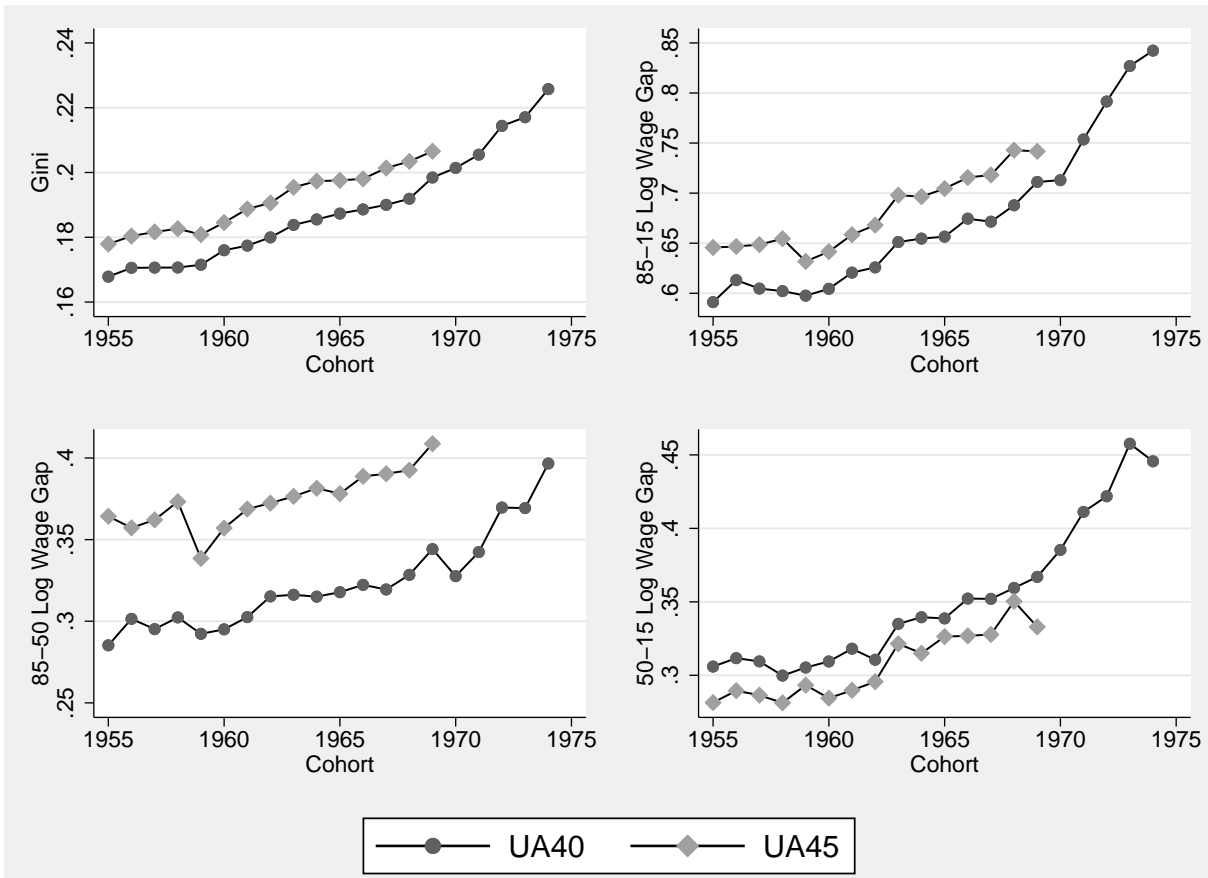 Gini
.24
.22
.2
.18
.16
1955 1960 1965 1970 1975
Cohort
85−15 Log Wage Gap
.85
.8
.75
.7
.65
.6
1955 1960 1965 1970 1975
Cohort
85−50 Log Wage Gap
.4
.35
.3
.25
1955 1960 1965 1970 1975
Cohort
50−15 Log Wage Gap
.45
.4
.35
.3
1955 1960 1965 1970 1975
Cohort
UA40 UA45